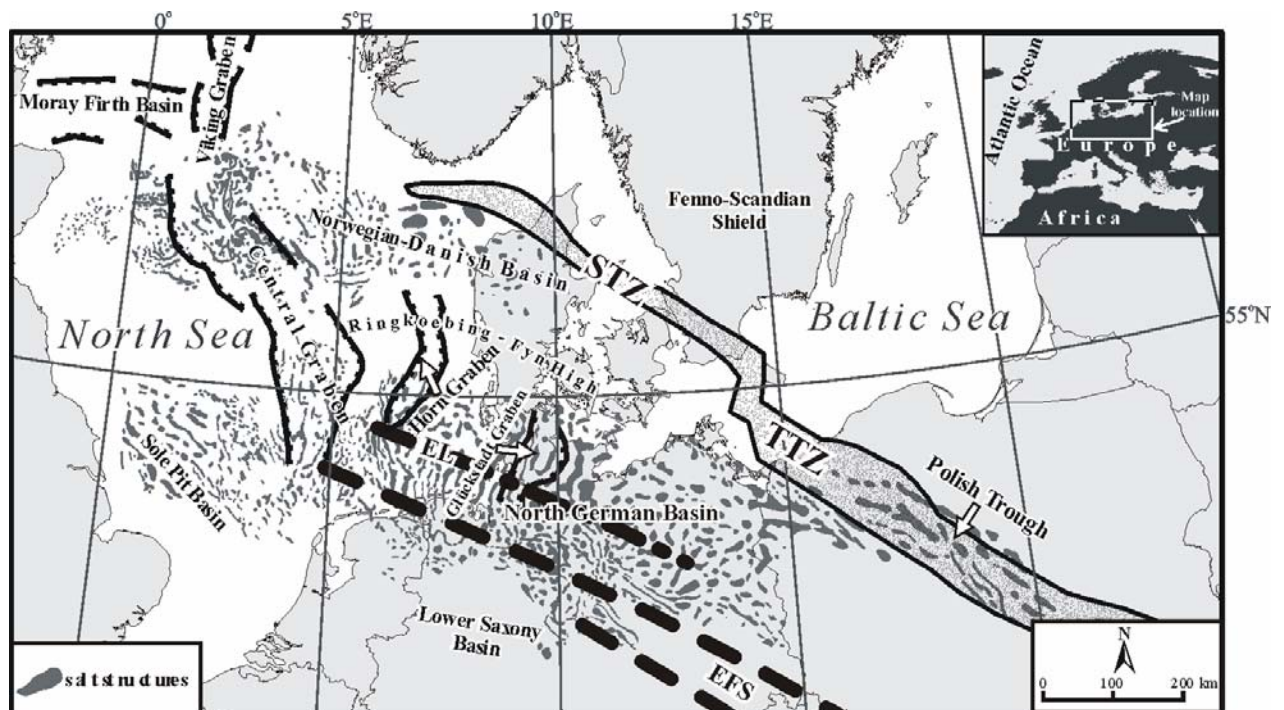 0°
5°E
10°E
15°E
Moray Firth Basin
Viking Graben
Atlantic Ocean
Map
location
Europe
Africa
Fenno-Scandian
Shield
Norwegian-Danish Basin
STZ
Central Graben
North Sea
Baltic Sea
55°N
Ringkoebing - Fyn High
Horn Graben
Glückstadt Graben
EL
TTZ
Sole Pit Basin
Polish Trough
North German Basin
Lower Saxony
Basin
EFS
salt structures
N
0 100 200 km